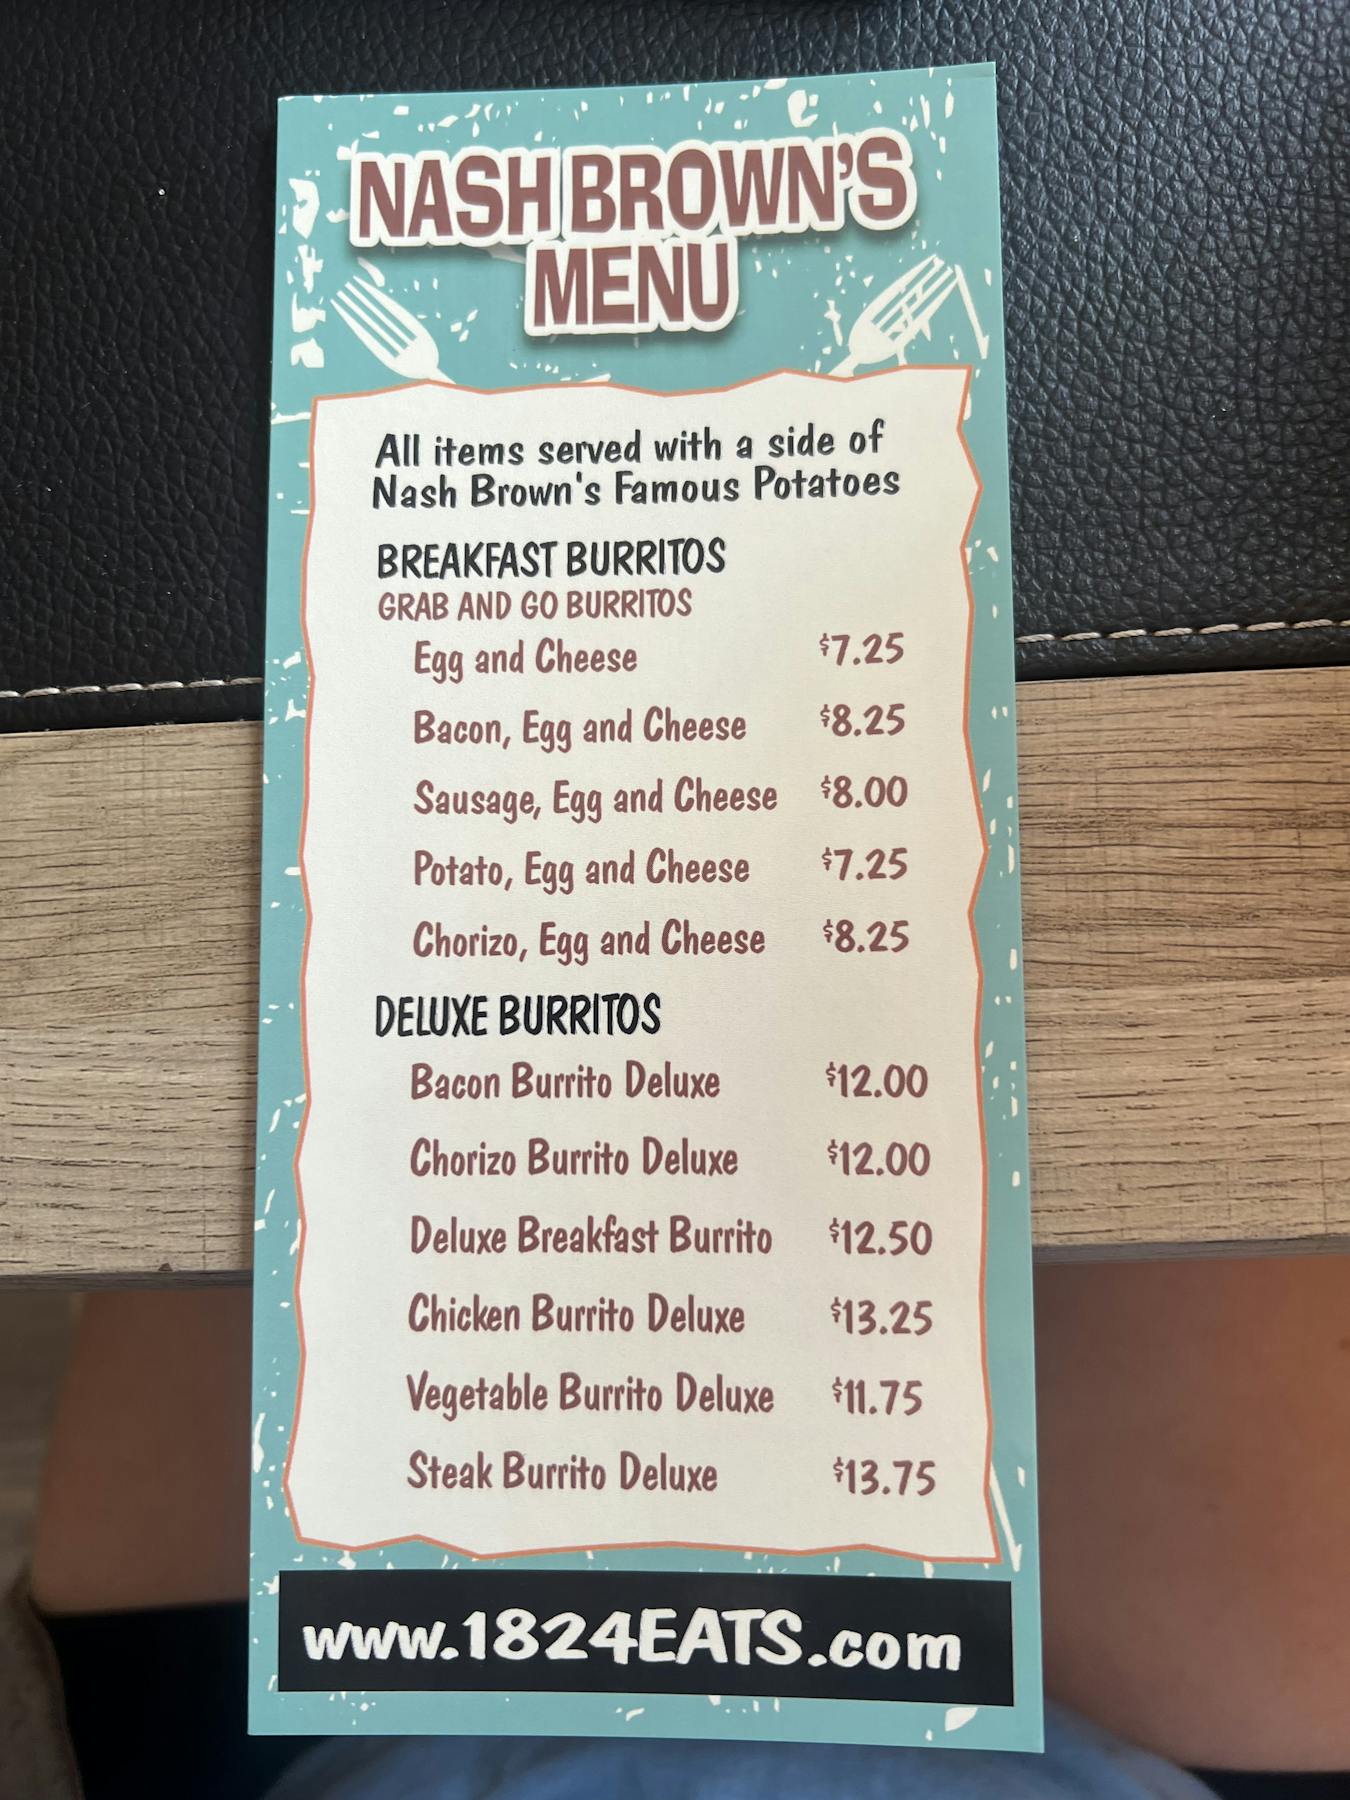 NASH BROWN'S
MENU
All items served with a side of
Nash Brown's Famous Potatoes
BREAKFAST BURRITOS
GRAB AND GO BURRITOS
Egg and Cheese $7.25
Bacon, Egg and Cheese $8.25
Sausage, Egg and Cheese $8.00
Potato, Egg and Cheese $7.25
Chorizo, Egg and Cheese $8.25
DELUXE BURRITOS
Bacon Burrito Deluxe $12.00
Chorizo Burrito Deluxe $12.00
Deluxe Breakfast Burrito $12.50
Chicken Burrito Deluxe $13.25
Vegetable Burrito Deluxe $11.75
Steak Burrito Deluxe $13.75
www.1824EATS.com